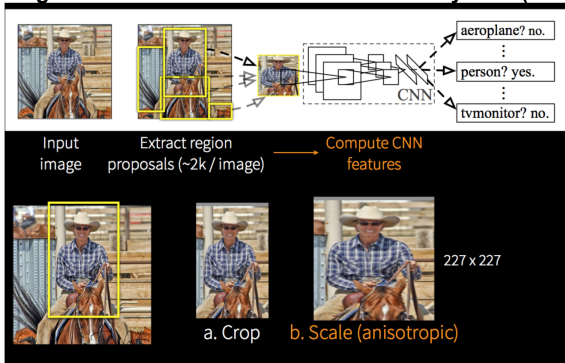 aeroplane? no.
⋮
person? yes.
⋮
tvmonitor? no.
CNN
Input
image
Extract region
proposals (~2k / image)
Compute CNN
features
227 x 227
a. Crop
b. Scale (anisotropic)